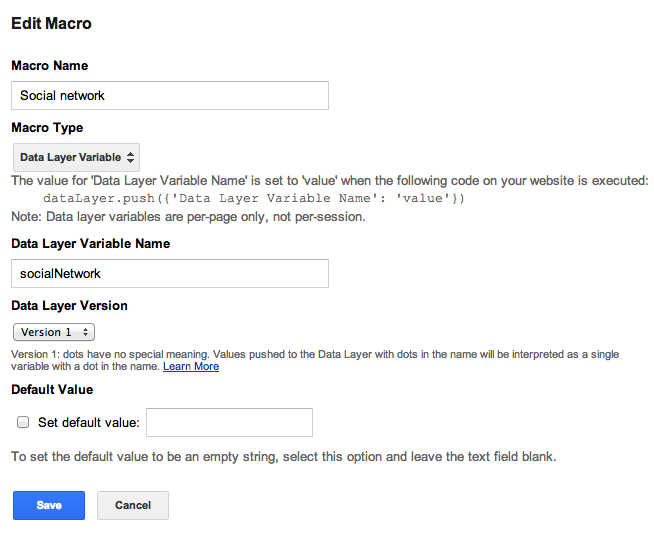 Edit Macro
Macro Name
Social network
Macro Type
Data Layer Variable
The value for 'Data Layer Variable Name' is set to 'value' when the following code on your website is executed:
dataLayer.push({'Data Layer Variable Name': 'value'})
Note: Data layer variables are per-page only, not per-session.
Data Layer Variable Name
socialNetwork
Data Layer Version
Version 1
Version 1: dots have no special meaning. Values pushed to the Data Layer with dots in the name will be interpreted as a single
variable with a dot in the name. Learn More
Default Value
Set default value:
To set the default value to be an empty string, select this option and leave the text field blank.
Save Cancel